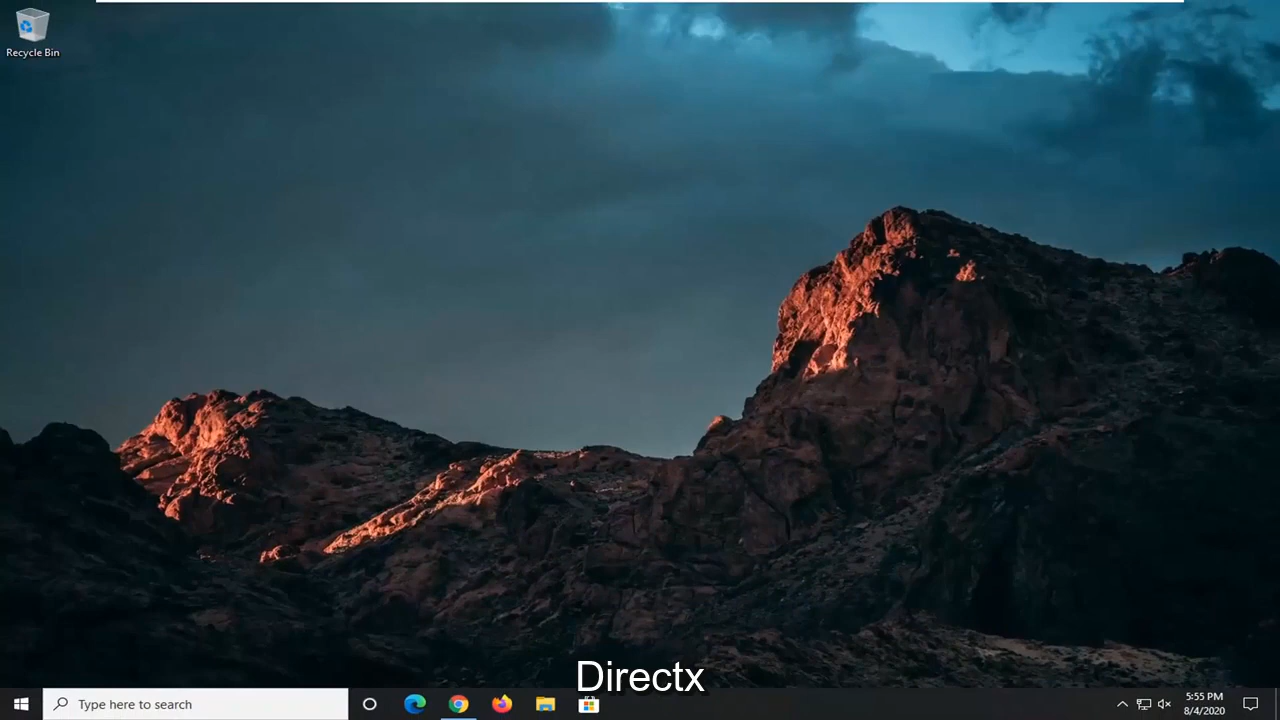 Recycle Bin
Directx
Type here to search
5:55 PM
8/4/2020